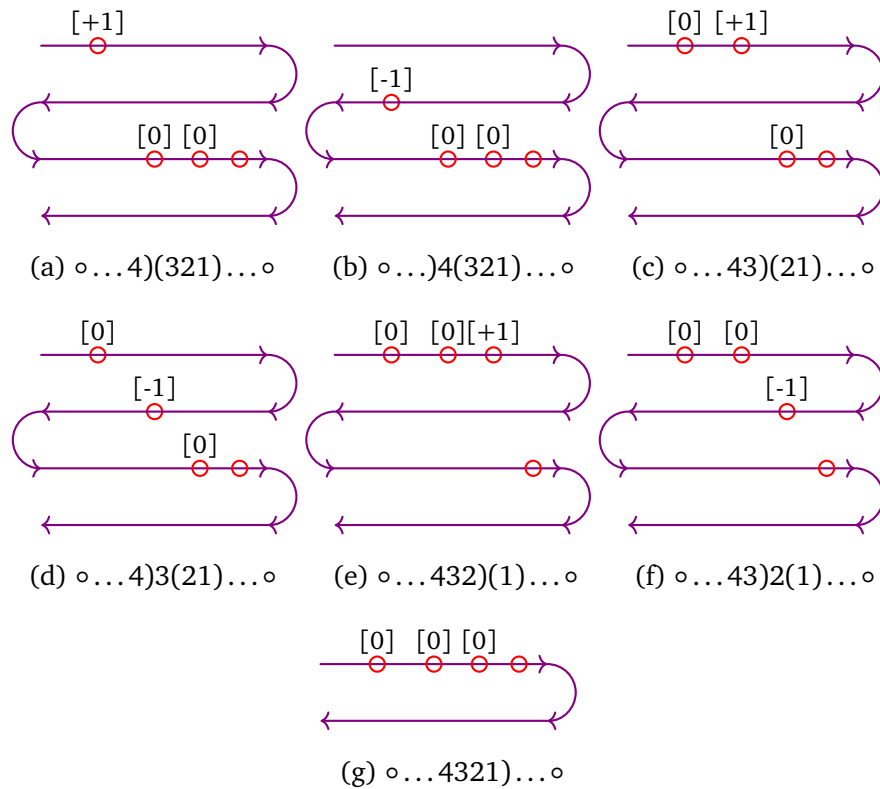 [+1] [0] [+1]
[-1]
[0] [0] [0] [0] [0]
(a) ∘...4)(321)...∘ (b) ∘...)4(321)...∘ (c) ∘...43)(21)...∘
[0] [0] [0][+1] [0] [0]
[-1] [-1]
[0]
(d) ∘...4)3(21)...∘ (e) ∘...432)(1)...∘ (f) ∘...43)2(1)...∘
[0] [0] [0]
(g) ∘...4321)...∘